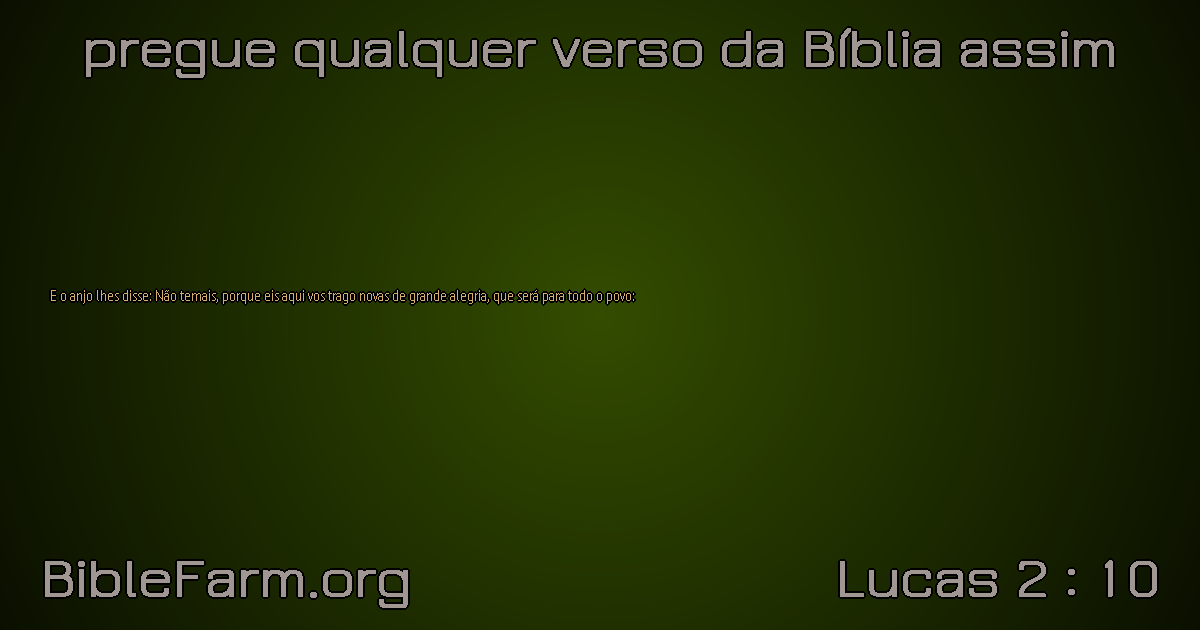 pregue qualquer verso da Bíblia assim
E o anjo lhes disse: Não temais, porque eis aqui vos trago novas de grande alegria, que será para todo o povo:
BibleFarm.org
Lucas 2 : 10